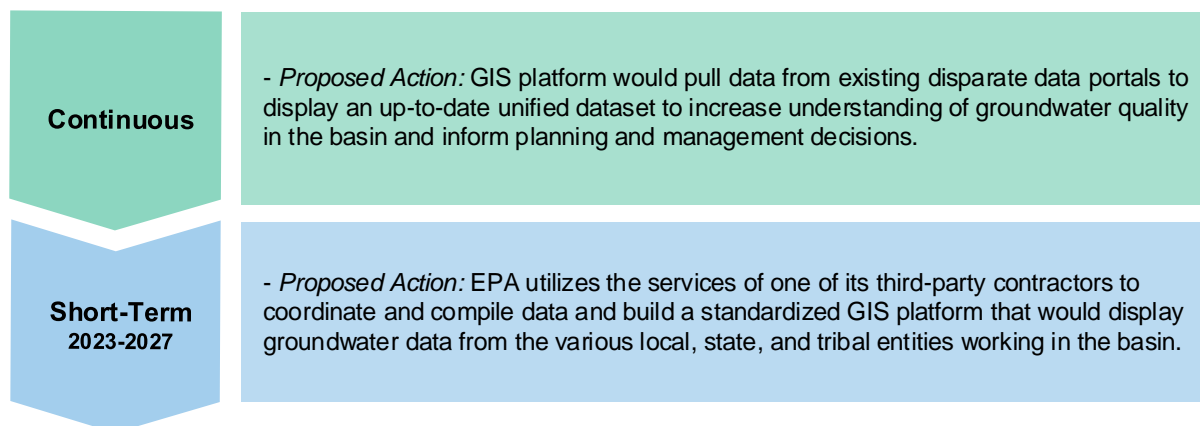 Continuous
- Proposed Action: GIS platform would pull data from existing disparate data portals to
display an up-to-date unified dataset to increase understanding of groundwater quality
in the basin and inform planning and management decisions.
Short-Term
2023-2027
- Proposed Action: EPA utilizes the services of one of its third-party contractors to
coordinate and compile data and build a standardized GIS platform that would display
groundwater data from the various local, state, and tribal entities working in the basin.